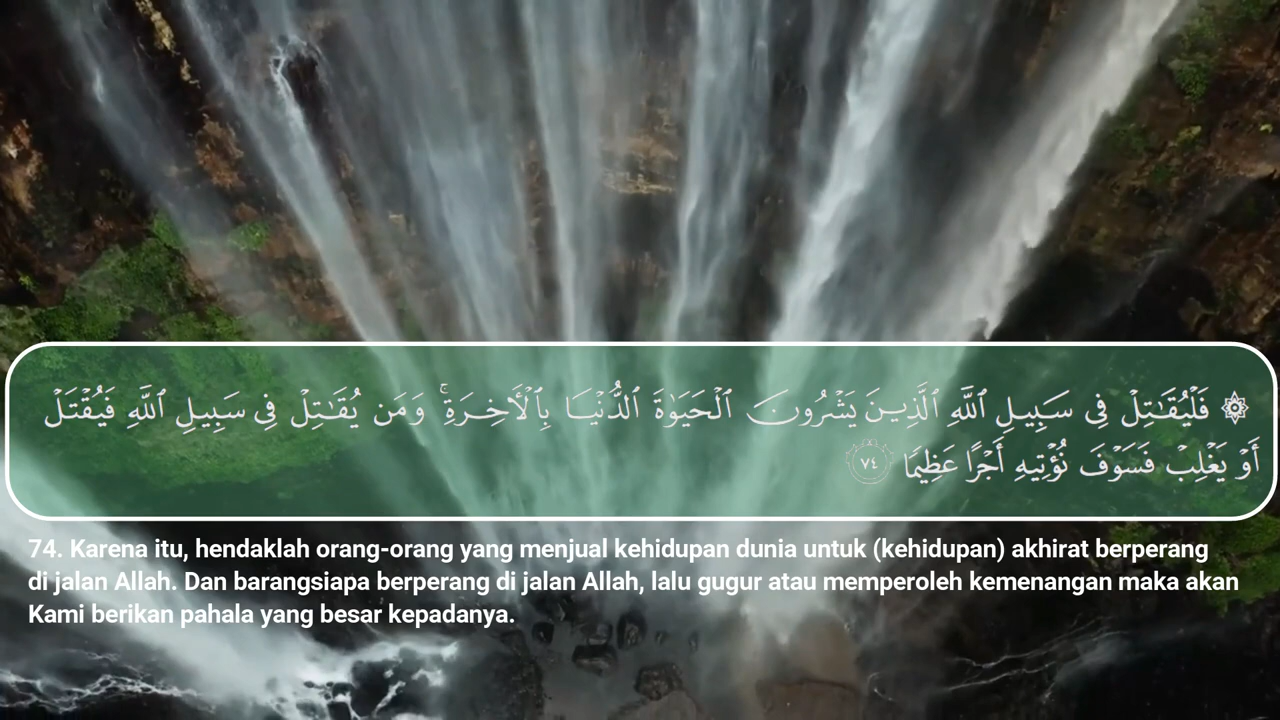 ۞ فَلْيُقَـٰتِلْ فِى سَبِيلِ ٱللَّهِ ٱلَّذِينَ يَشْرُونَ ٱلْحَيَوٰةَ ٱلدُّنْيَا بِٱلْـَٔاخِرَةِ ۚ وَمَن يُقَـٰتِلْ فِى سَبِيلِ ٱللَّهِ فَيُقْتَلْ
أَوْ يَغْلِبْ فَسَوْفَ نُؤْتِيهِ أَجْرًا عَظِيمًا ٧٤
74. Karena itu, hendaklah orang-orang yang menjual kehidupan dunia untuk (kehidupan) akhirat berperang
di jalan Allah. Dan barangsiapa berperang di jalan Allah, lalu gugur atau memperoleh kemenangan maka akan
Kami berikan pahala yang besar kepadanya.